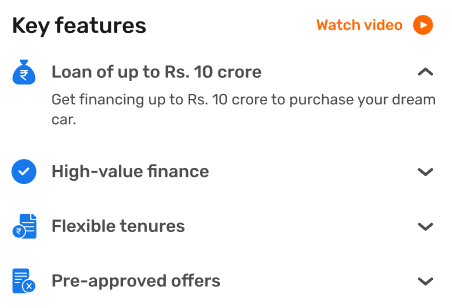 Key features
Watch video
Loan of up to Rs. 10 crore
Get financing up to Rs. 10 crore to purchase your dream
car.
High-value finance
Flexible tenures
Pre-approved offers